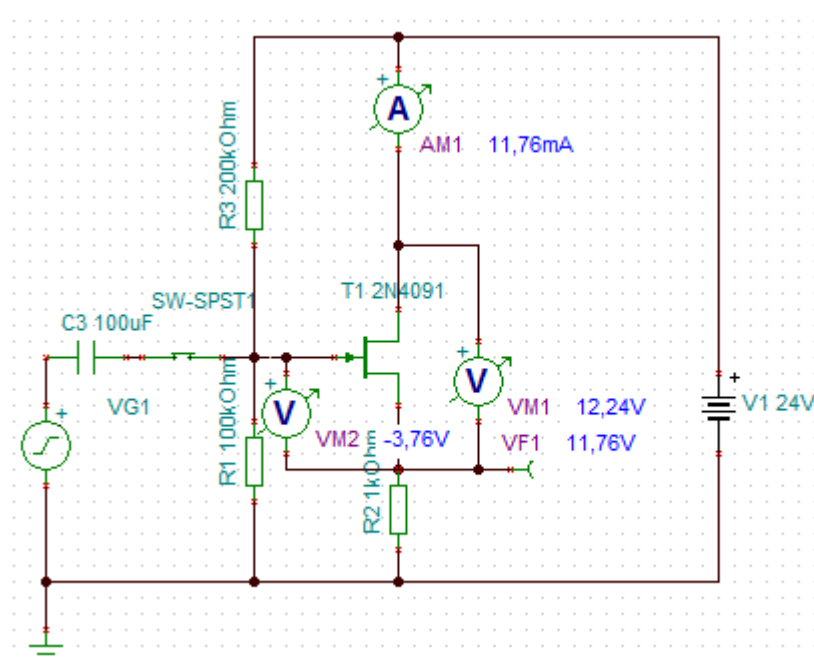 +
A
AM1 11,76mA
R3 200kOhm
T1 2N4091
SW-SPST1
C3 100uF
+
VG1
R1 100kOhm
+
V
VM2 -3,76V
+
V
VM1 12,24V
VF1 11,76V
R2 1kOhm
+
V1 24V